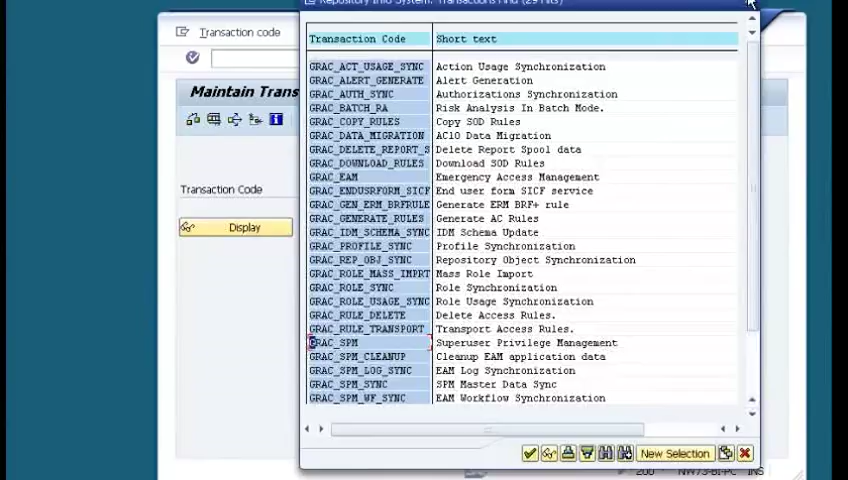 Repository Info System: Transactions Find (29 Hits)
Transaction code
Maintain Trans
Transaction Code
Display
Transaction Code Short text
GRAC_ACT_USAGE_SYNC Action Usage Synchronization
GRAC_ALERT_GENERATE Alert Generation
GRAC_AUTH_SYNC Authorizations Synchronization
GRAC_BATCH_RA Risk Analysis In Batch Mode.
GRAC_COPY_RULES Copy SOD Rules
GRAC_DATA_MIGRATION AC10 Data Migration
GRAC_DELETE_REPORT_S Delete Report Spool data
GRAC_DOWNLOAD_RULES Download SOD Rules
GRAC_EAM Emergency Access Management
GRAC_ENDUSRFORM_SICF End user form SICF service
GRAC_GEN_ERM_BRFRULE Generate ERM BRF+ rule
GRAC_GENERATE_RULES Generate AC Rules
GRAC_IDM_SCHEMA_SYNC IDM Schema Update
GRAC_PROFILE_SYNC Profile Synchronization
GRAC_REP_OBJ_SYNC Repository Object Synchronization
GRAC_ROLE_MASS_IMPRT Mass Role Import
GRAC_ROLE_SYNC Role Synchronization
GRAC_ROLE_USAGE_SYNC Role Usage Synchronization
GRAC_RULE_DELETE Delete Access Rules.
GRAC_RULE_TRANSPORT Transport Access Rules.
GRAC_SPM Superuser Privilege Management
GRAC_SPM_CLEANUP Cleanup EAM application data
GRAC_SPM_LOG_SYNC EAM Log Synchronization
GRAC_SPM_SYNC SPM Master Data Sync
GRAC_SPM_WF_SYNC EAM Workflow Synchronization
New Selection
200 NW73-BI-PC INS